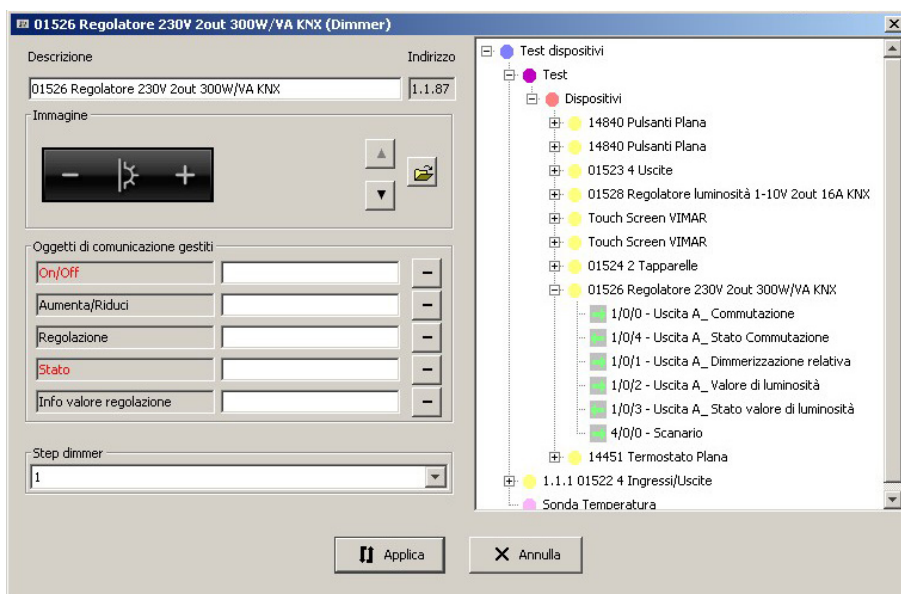 01526 Regolatore 230V 2out 300W/VA KNX (Dimmer)
Descrizione
Indirizzo
01526 Regolatore 230V 2out 300W/VA KNX
1.1.87
Immagine
Oggetti di comunicazione gestiti
On/Off
Aumenta/Riduci
Regolazione
Stato
Info valore regolazione
Step dimmer
1
Test dispositivi
Test
Dispositivi
14840 Pulsanti Plana
14840 Pulsanti Plana
01523 4 Uscite
01528 Regolatore luminosità 1-10V 2out 16A KNX
Touch Screen VIMAR
Touch Screen VIMAR
01524 2 Tapparelle
01526 Regolatore 230V 2out 300W/VA KNX
1/0/0 - Uscita A_ Commutazione
1/0/4 - Uscita A_ Stato Commutazione
1/0/1 - Uscita A_ Dimmerizzazione relativa
1/0/2 - Uscita A_ Valore di luminosità
1/0/3 - Uscita A_ Stato valore di luminosità
4/0/0 - Scanario
14451 Termostato Plana
1.1.1 01522 4 Ingressi/Uscite
Sonda Temperatura
Applica
Annulla